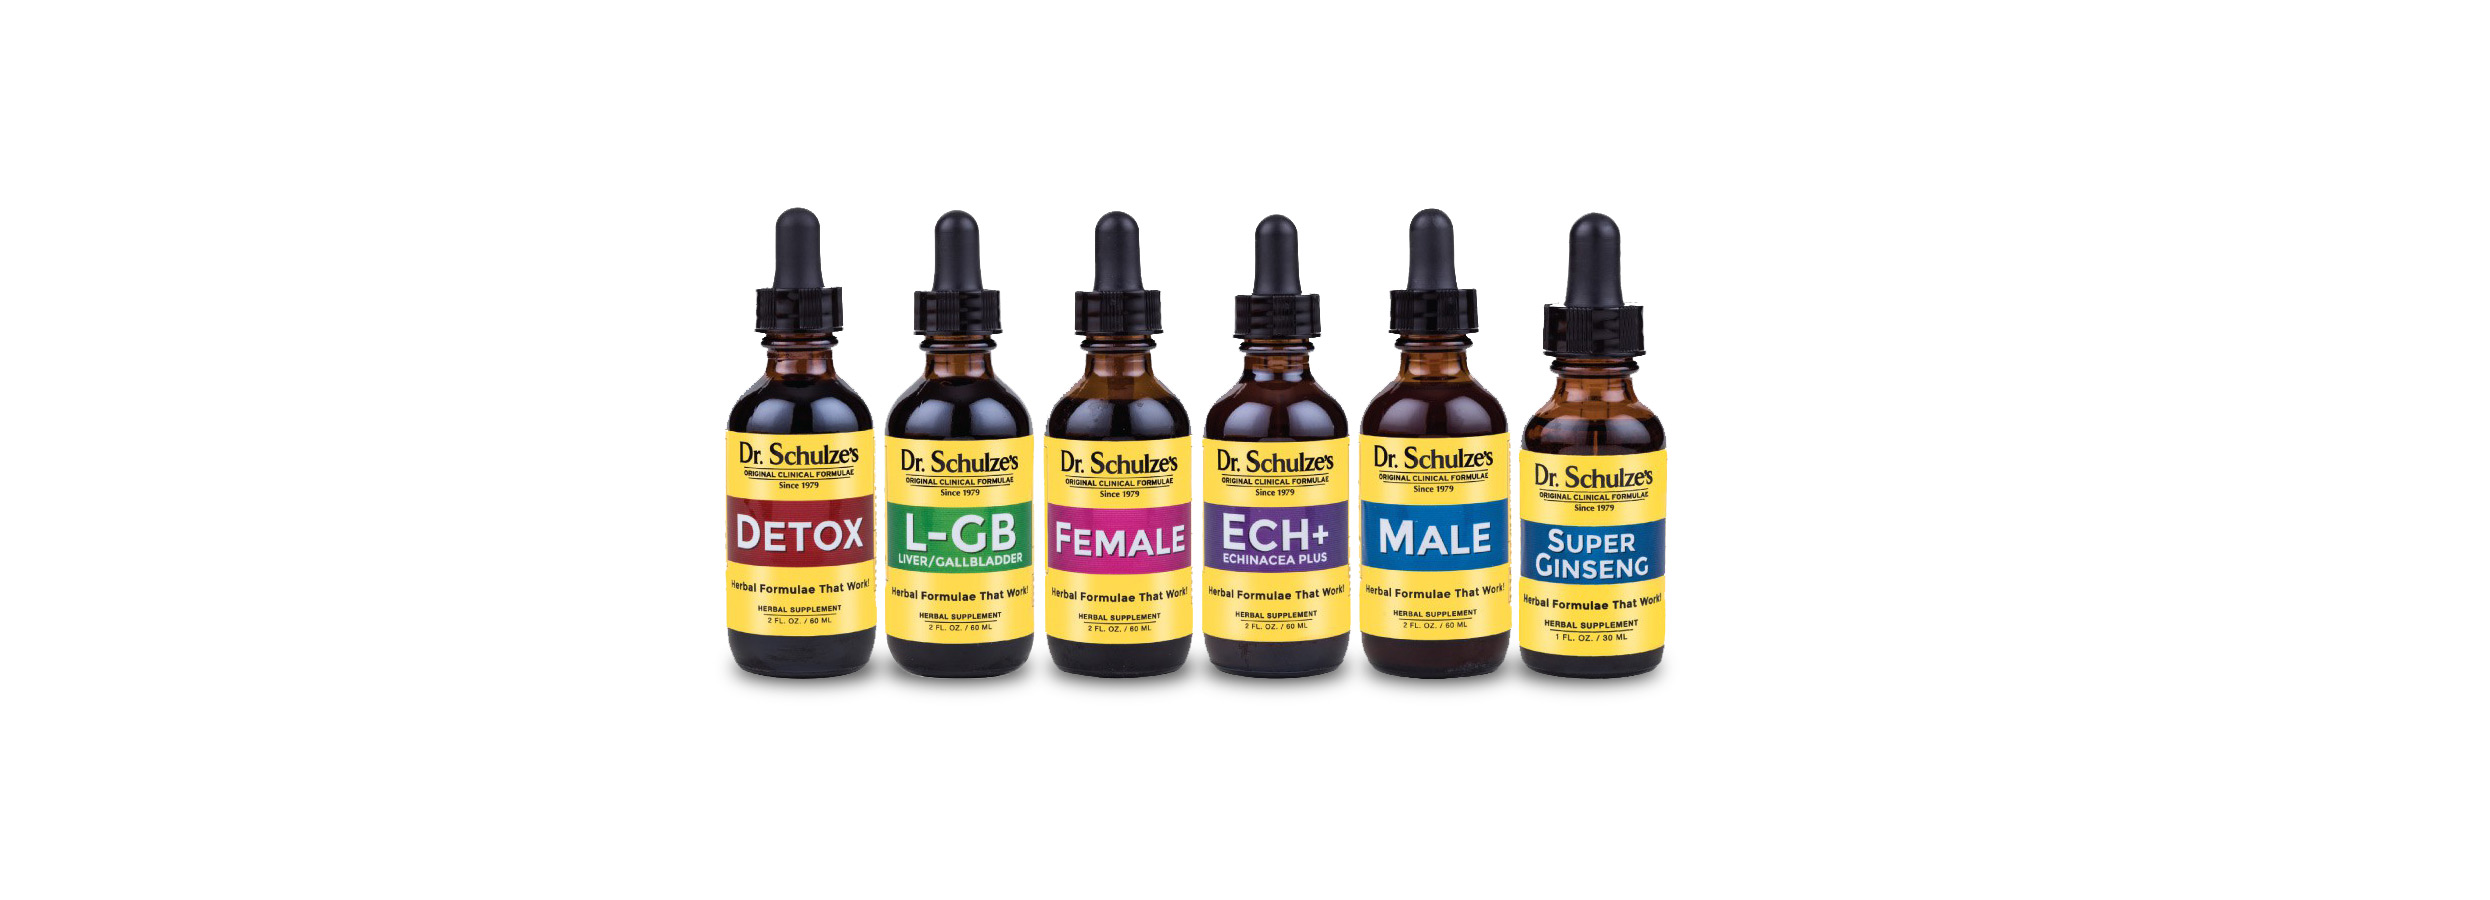 Dr. Schulze's
ORIGINAL CLINICAL FORMULAE
Since 1979
DETOX
Herbal Formulae That Work!
HERBAL SUPPLEMENT
2 FL. OZ. / 60 ML
Dr. Schulze's
ORIGINAL CLINICAL FORMULAE
Since 1979
L-GB
LIVER/GALLBLADDER
Herbal Formulae That Work!
HERBAL SUPPLEMENT
2 FL. OZ. / 60 ML
Dr. Schulze's
ORIGINAL CLINICAL FORMULAE
Since 1979
FEMALE
Herbal Formulae That Work!
HERBAL SUPPLEMENT
2 FL. OZ. / 60 ML
Dr. Schulze's
ORIGINAL CLINICAL FORMULAE
Since 1979
ECH+
ECHINACEA PLUS
Herbal Formulae That Work!
HERBAL SUPPLEMENT
2 FL. OZ. / 60 ML
Dr. Schulze's
ORIGINAL CLINICAL FORMULAE
Since 1979
MALE
Herbal Formulae That Work!
HERBAL SUPPLEMENT
2 FL. OZ. / 60 ML
Dr. Schulze's
ORIGINAL CLINICAL FORMULAE
Since 1979
SUPER
GINSENG
Herbal Formulae That Work!
HERBAL SUPPLEMENT
1 FL. OZ. / 30 ML